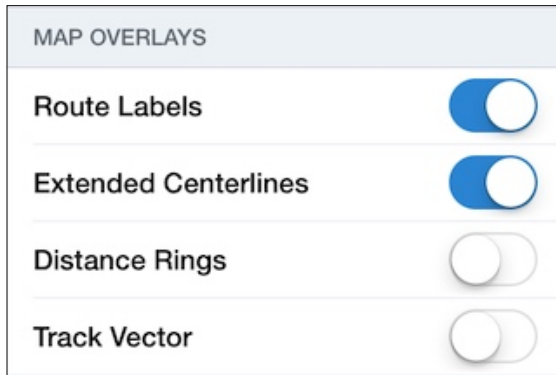 MAP OVERLAYS
Route Labels
Extended Centerlines
Distance Rings
Track Vector